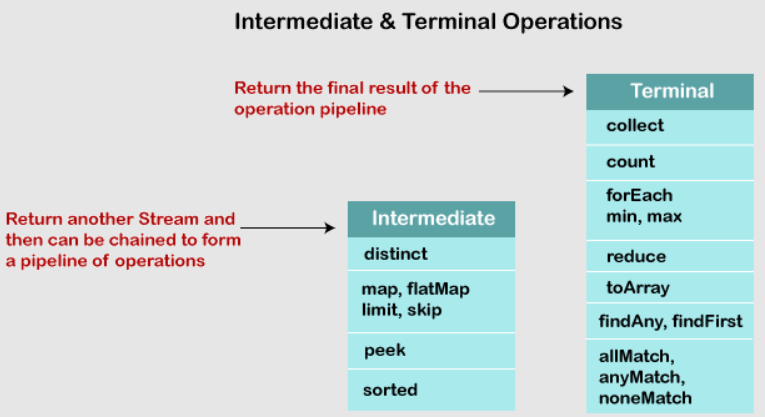 Intermediate & Terminal Operations
Return the final result of the
operation pipeline
Terminal
collect
count
forEach
min, max
reduce
toArray
findAny, findFirst
allMatch,
anyMatch,
noneMatch
Return another Stream and
then can be chained to form
a pipeline of operations
Intermediate
distinct
map, flatMap
limit, skip
peek
sorted